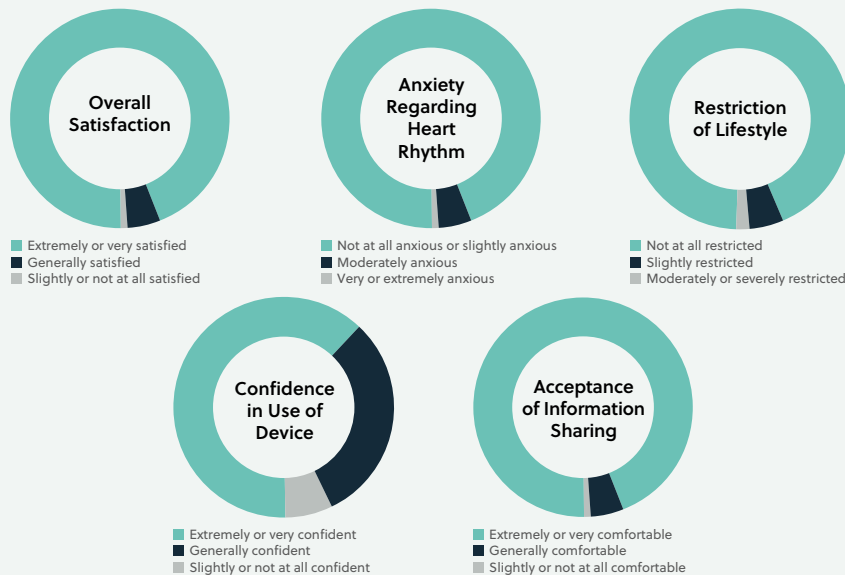 Overall
Satisfaction
Extremely or very satisfied
Generally satisfied
Slightly or not at all satisfied
Anxiety
Regarding
Heart
Rhythm
Not at all anxious or slightly anxious
Moderately anxious
Very or extremely anxious
Restriction
of Lifestyle
Not at all restricted
Slightly restricted
Moderately or severely restricted
Confidence
in Use of
Device
Extremely or very confident
Generally confident
Slightly or not at all confident
Acceptance
of Information
Sharing
Extremely or very comfortable
Generally comfortable
Slightly or not at all comfortable